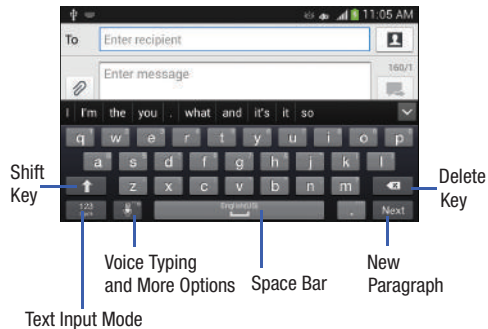 11:05 AM
To
Enter recipient
Enter message
160/1
I I'm the you . what and it's it so
q w e r t y u i o p
a s d f g h j k l
Shift
Key
z x c v b n m
Delete
Key
123
English(US)
.
Next
Voice Typing
and More Options
Space Bar
New
Paragraph
Text Input Mode